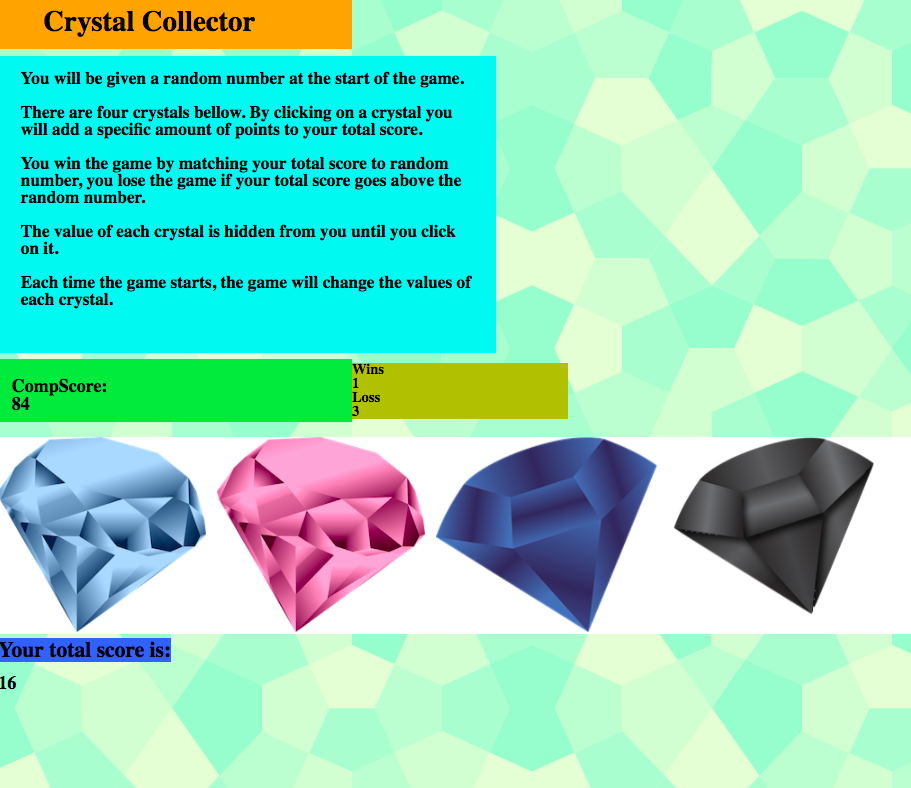 Crystal Collector
You will be given a random number at the start of the game.
There are four crystals bellow. By clicking on a crystal you
will add a specific amount of points to your total score.
You win the game by matching your total score to random
number, you lose the game if your total score goes above the
random number.
The value of each crystal is hidden from you until you click
on it.
Each time the game starts, the game will change the values of
each crystal.
CompScore:
84
Wins
1
Loss
3
Your total score is:
16